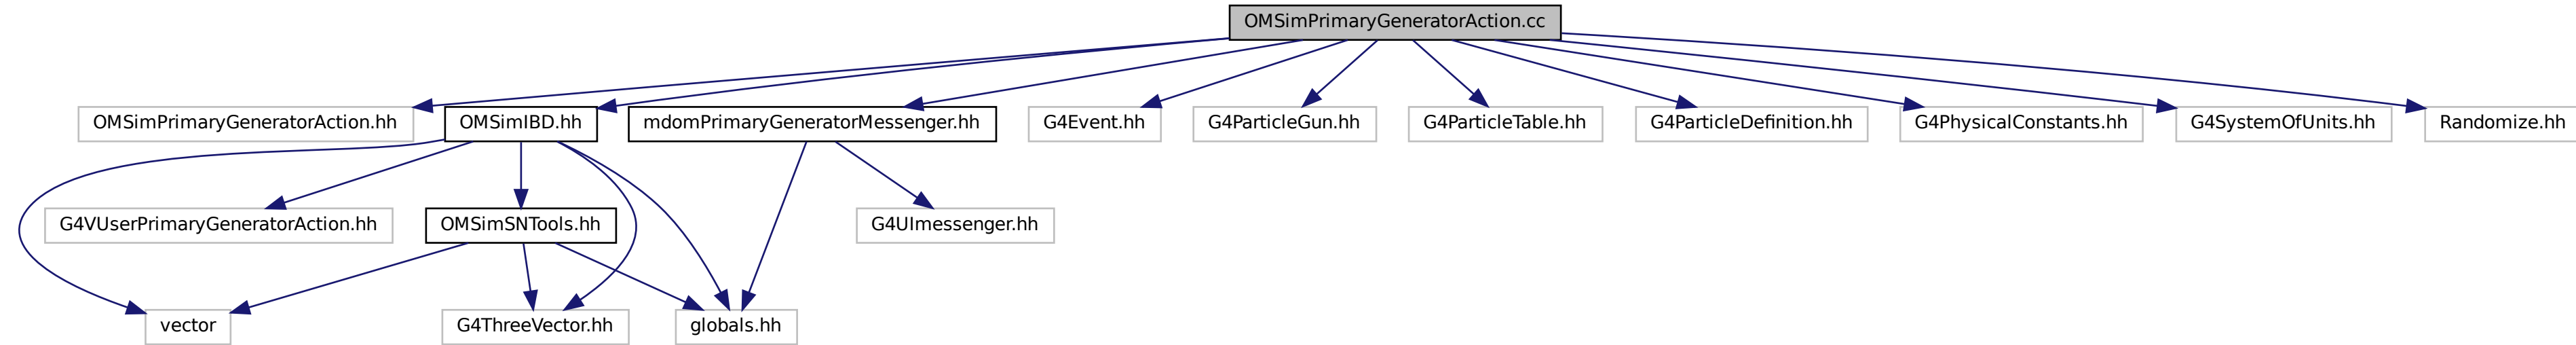 OMSimPrimaryGeneratorAction.cc
OMSimPrimaryGeneratorAction.hh
OMSimIBD.hh
mdomPrimaryGeneratorMessenger.hh
G4Event.hh
G4ParticleGun.hh
G4ParticleTable.hh
G4ParticleDefinition.hh
G4PhysicalConstants.hh
G4SystemOfUnits.hh
Randomize.hh
G4VUserPrimaryGeneratorAction.hh
OMSimSNTools.hh
G4UImessenger.hh
vector
G4ThreeVector.hh
globals.hh